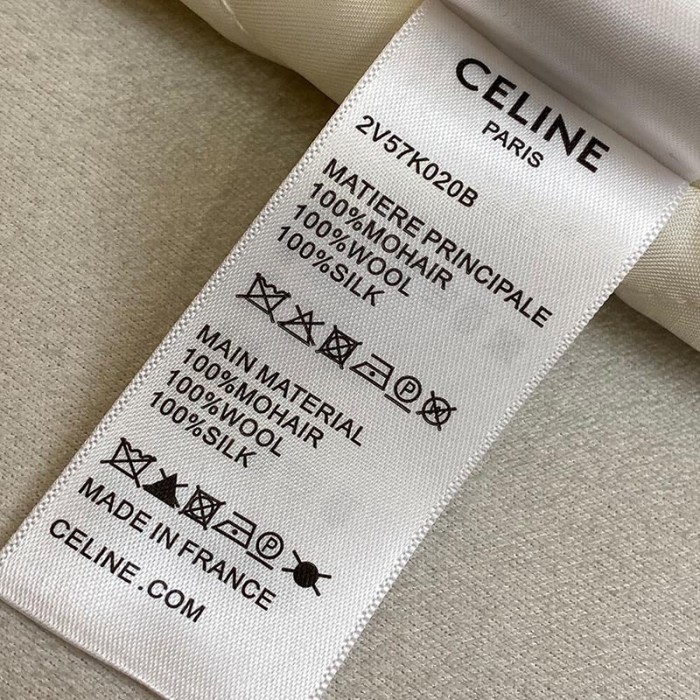 CELINE
PARIS
2V57K020B
MATIERE PRINCIPALE
100%MOHAIR
100%WOOL
100%SILK
MAIN MATERIAL
100%MOHAIR
100%WOOL
100%SILK
MADE IN FRANCE
CELINE.COM